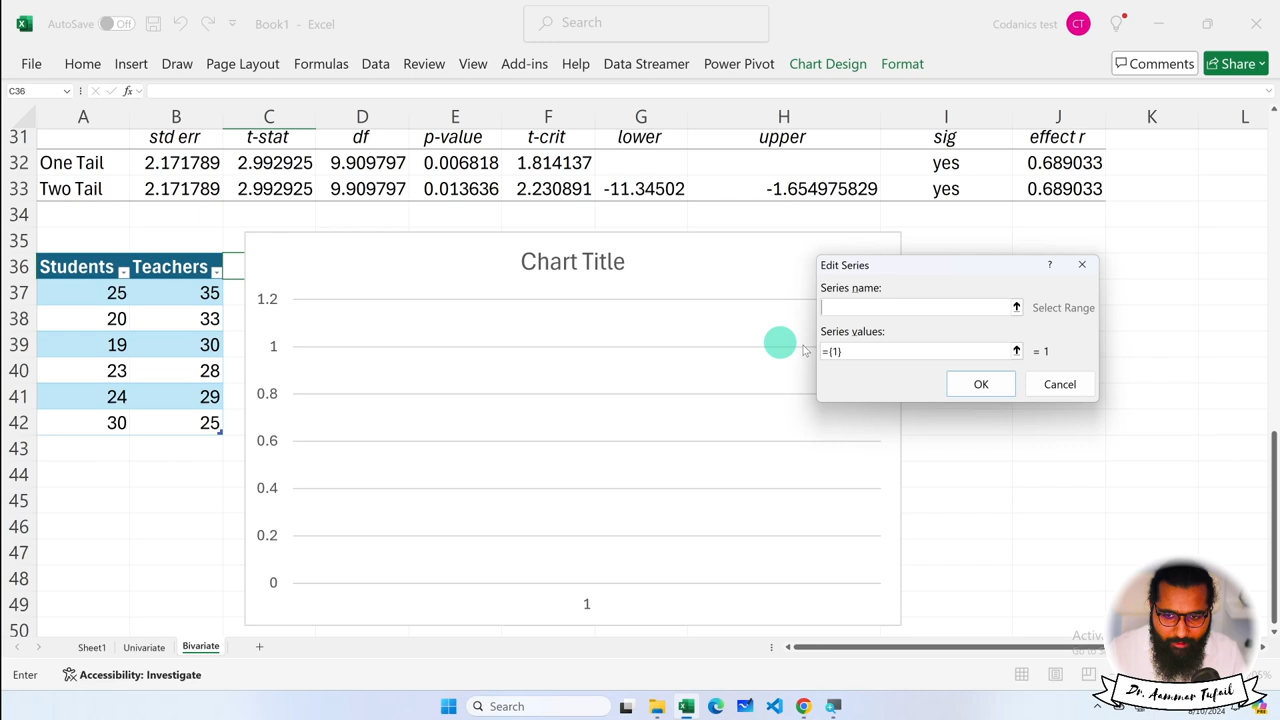 AutoSave Off Book1 - Excel Search Codanics test CT
File Home Insert Draw Page Layout Formulas Data Review View Add-ins Help Data Streamer Power Pivot Chart Design Format Comments Share
C36 fx
A B C D E F G H I J K L
31 std err t-stat df p-value t-crit lower upper sig effect r
32 One Tail 2.171789 2.992925 9.909797 0.006818 1.814137 yes 0.689033
33 Two Tail 2.171789 2.992925 9.909797 0.013636 2.230891 -11.34502 -1.654975829 yes 0.689033
34
35
36 Students Teachers
37 25 35
38 20 33
39 19 30
40 23 28
41 24 29
42 30 25
43
44
45
46
47
48
49
50
Chart Title
1.2
1
0.8
0.6
0.4
0.2
0
1
Edit Series ?
Series name:
Select Range
Series values:
={1} = 1
OK Cancel
Sheet1 Univariate Bivariate
Enter Accessibility: Investigate
Search
8/10/2024
Dr. Aammar Tufail